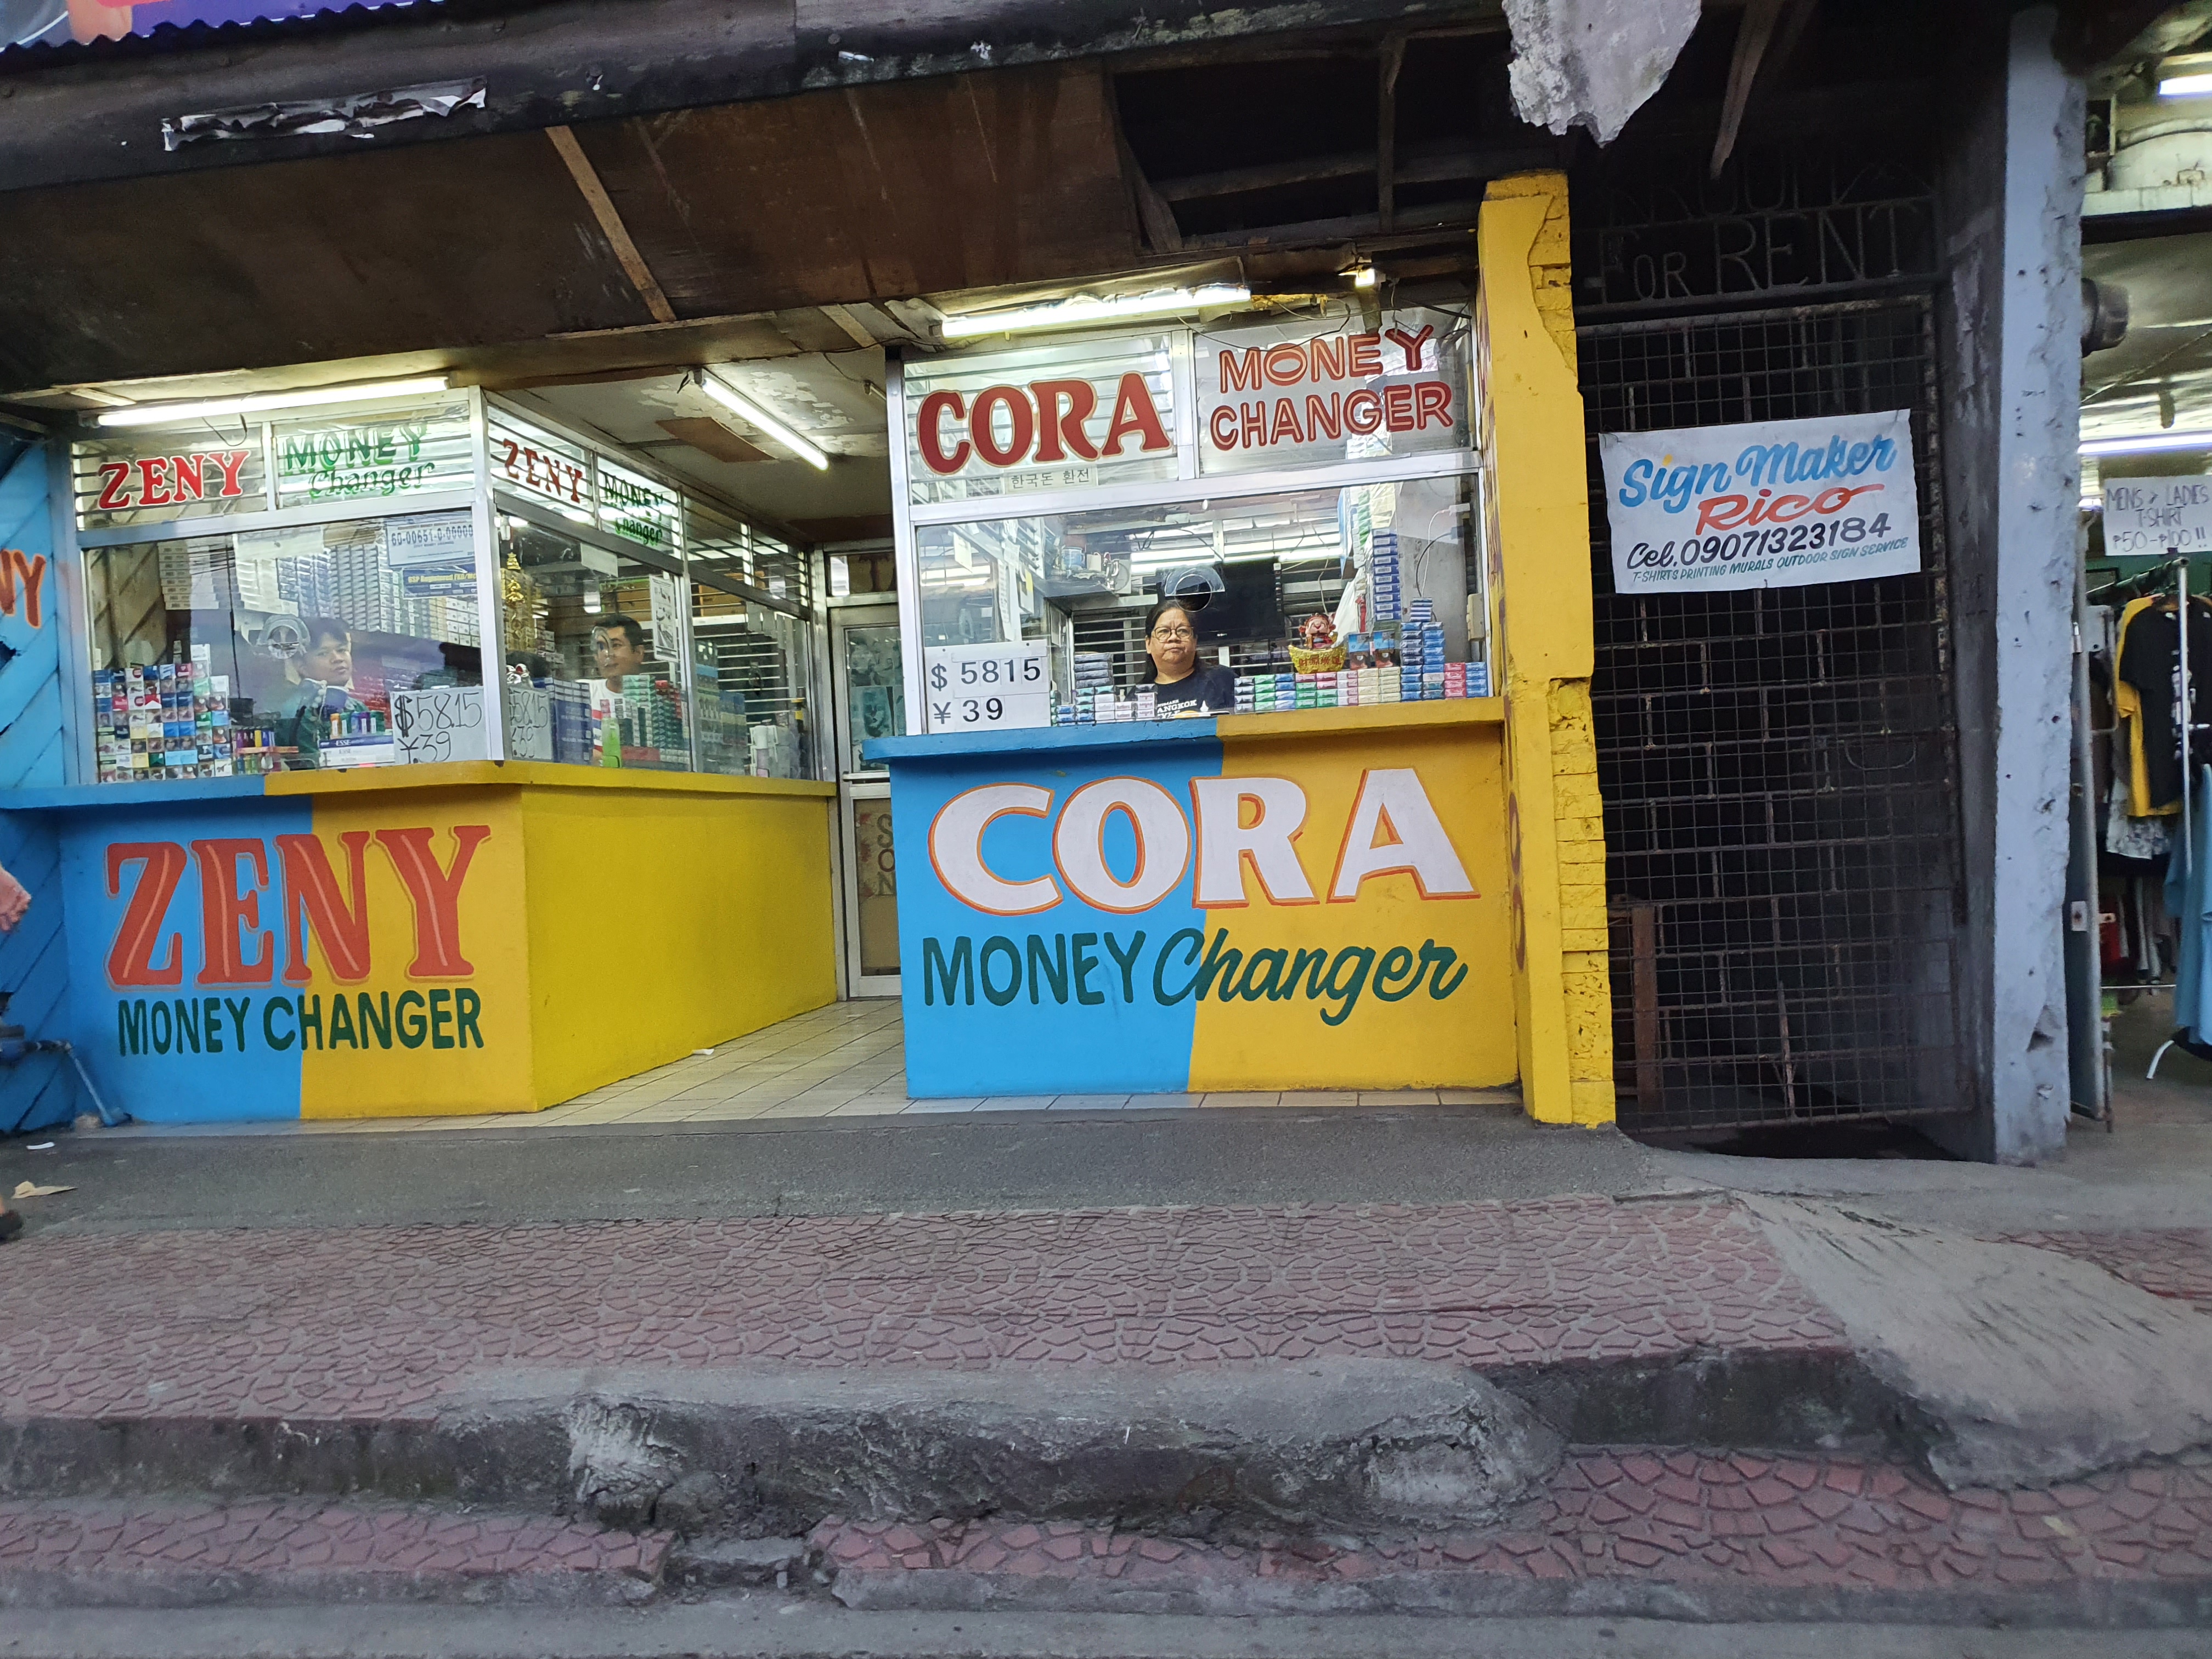 ZENY
MONEY
Changer
ZENY
MONEY
Changer
$58.15
¥.39
ZENY
MONEY CHANGER
CORA
MONEY
CHANGER
한국돈 환전
$ 5815
¥ 39
CORA
MONEY Changer
FOR RENT
Sign Maker
Rico
Cel. 09071323184
T-SHIRTS PRINTING MURALS OUTDOOR SIGN SERVICE
MENS & LADIES
T-SHIRT
₱50-₱100!!